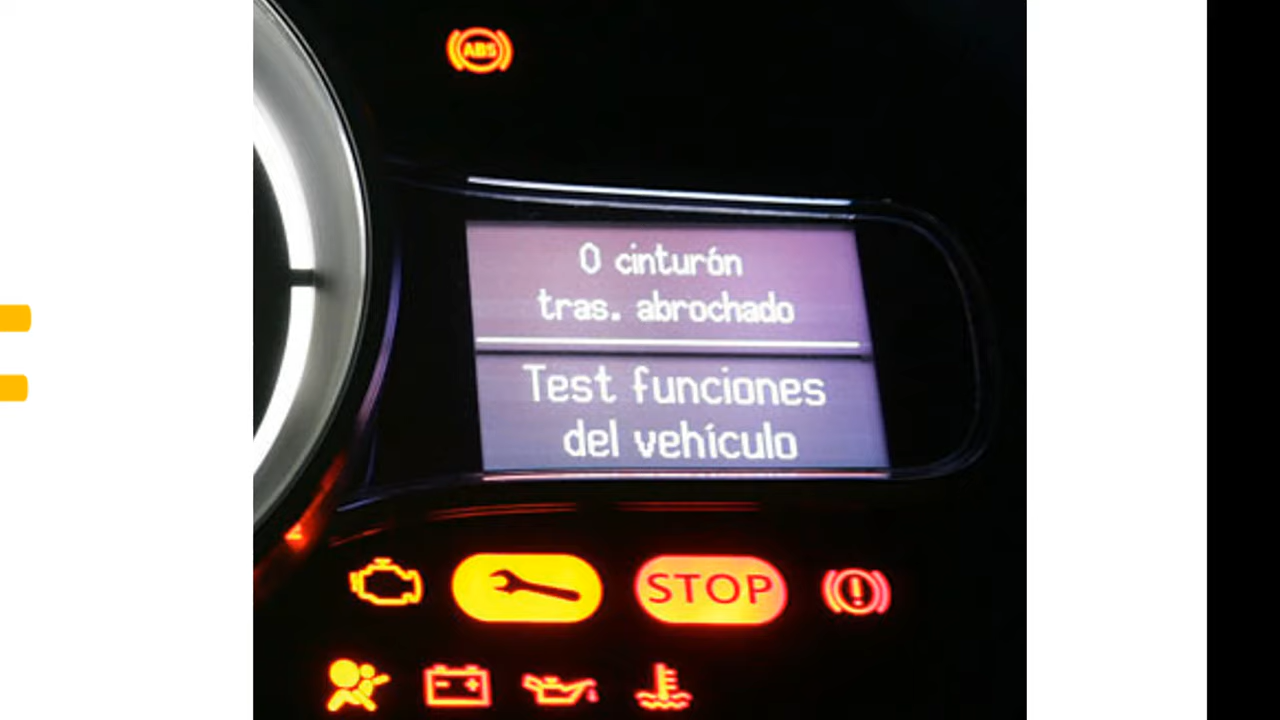 ABS
0 cinturón
tras. abrochado
Test funciones
del vehículo
STOP